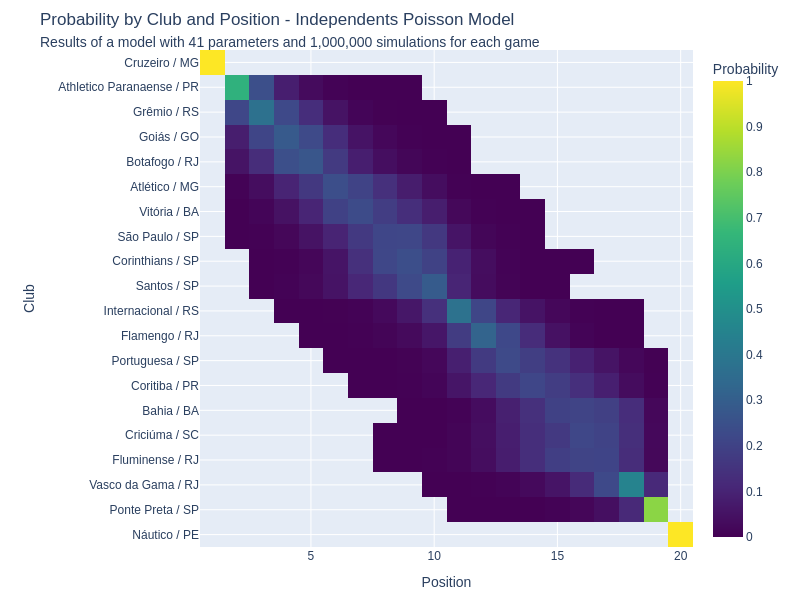 Probability by Club and Position - Independents Poisson Model
Results of a model with 41 parameters and 1,000,000 simulations for each game
Probability
Cruzeiro / MG
Athletico Paranaense / PR
Grêmio / RS
Goiás / GO
Botafogo / RJ
Atlético / MG
Vitória / BA
São Paulo / SP
Corinthians / SP
Santos / SP
Internacional / RS
Flamengo / RJ
Portuguesa / SP
Coritiba / PR
Bahia / BA
Criciúma / SC
Fluminense / RJ
Vasco da Gama / RJ
Ponte Preta / SP
Náutico / PE
Club
5 10 15 20
Position
1
0.9
0.8
0.7
0.6
0.5
0.4
0.3
0.2
0.1
0